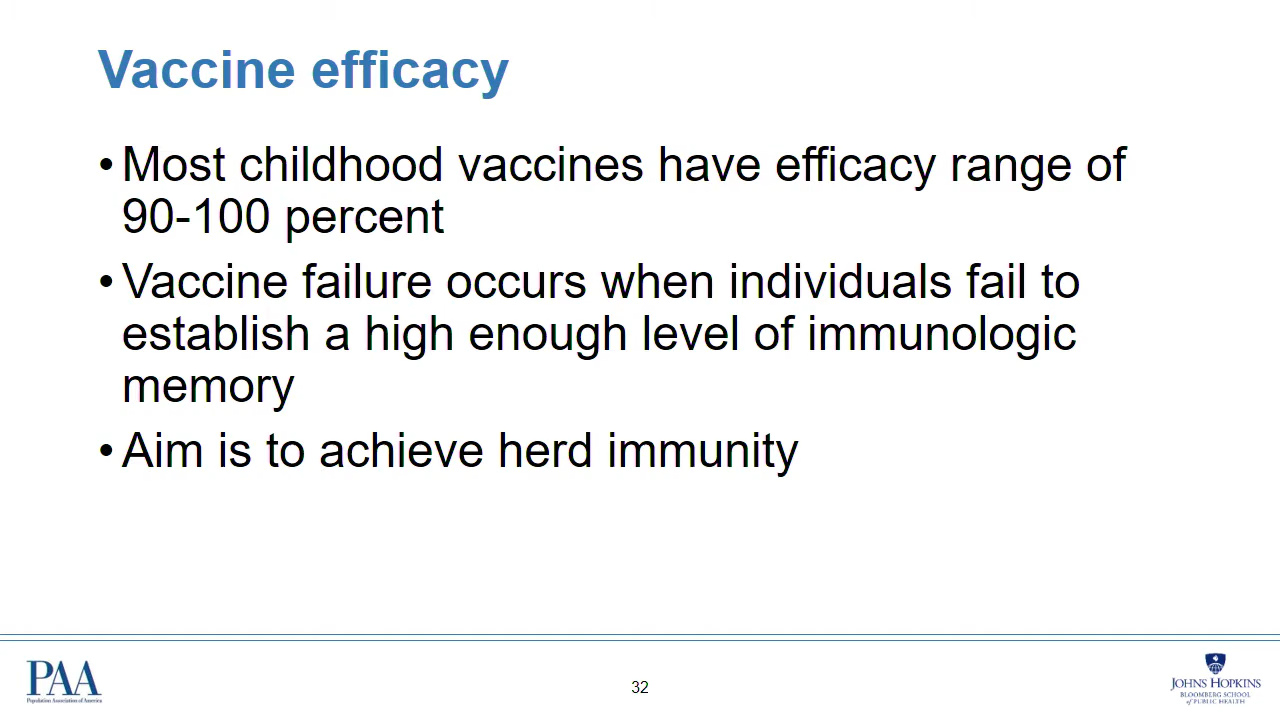 Vaccine efficacy
• Most childhood vaccines have efficacy range of
90-100 percent
• Vaccine failure occurs when individuals fail to
establish a high enough level of immunologic
memory
• Aim is to achieve herd immunity
PAA
Population Association of America
32
JOHNS HOPKINS
BLOOMBERG SCHOOL
of PUBLIC HEALTH